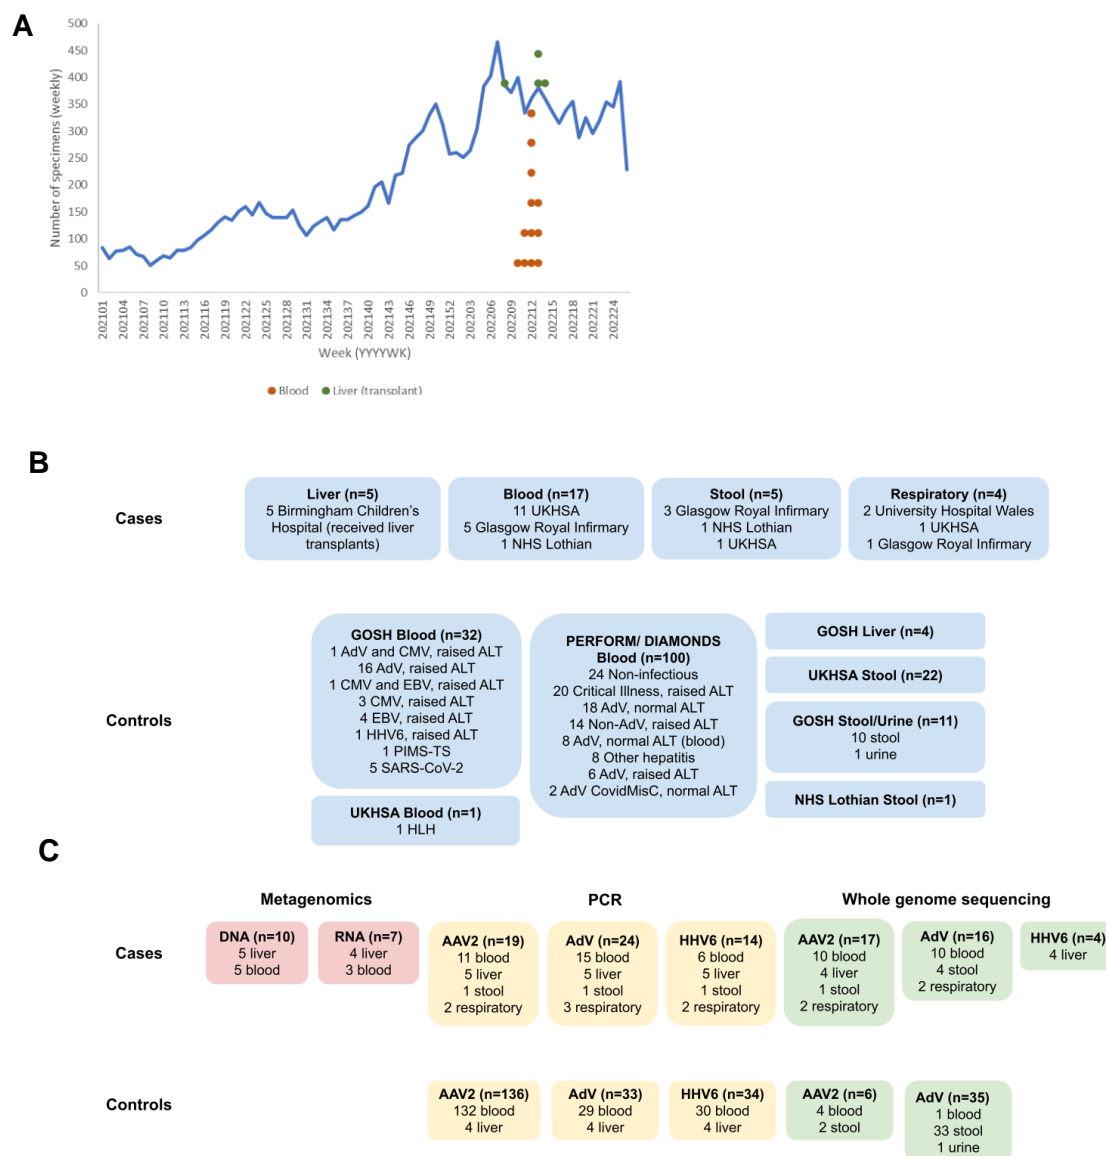 A
Number of specimens (weekly)
500
450
400
350
300
250
200
150
100
50
0
202101
202104
202107
202110
202113
202116
202119
202122
202125
202128
202131
202134
202137
202140
202143
202146
202149
202152
202203
202206
202209
202212
202215
202218
202221
202224
Week (YYYYWK)
Blood Liver (transplant)
B
Cases
Liver (n=5)
5 Birmingham Children's
Hospital (received liver
transplants)
Blood (n=17)
11 UKHSA
5 Glasgow Royal Infirmary
1 NHS Lothian
Stool (n=5)
3 Glasgow Royal Infirmary
1 NHS Lothian
1 UKHSA
Respiratory (n=4)
2 University Hospital Wales
1 UKHSA
1 Glasgow Royal Infirmary
Controls
GOSH Blood (n=32)
1 AdV and CMV, raised ALT
16 AdV, raised ALT
1 CMV and EBV, raised ALT
3 CMV, raised ALT
4 EBV, raised ALT
1 HHV6, raised ALT
1 PIMS-TS
5 SARS-CoV-2
UKHSA Blood (n=1)
1 HLH
PERFORM/ DIAMONDS
Blood (n=100)
24 Non-infectious
20 Critical Illness, raised ALT
18 AdV, normal ALT
14 Non-AdV, raised ALT
8 AdV, normal ALT (blood)
8 Other hepatitis
6 AdV, raised ALT
2 AdV CovidMisC, normal ALT
GOSH Liver (n=4)
UKHSA Stool (n=22)
GOSH Stool/Urine (n=11)
10 stool
1 urine
NHS Lothian Stool (n=1)
C
Metagenomics
PCR
Whole genome sequencing
Cases
DNA (n=10)
5 liver
5 blood
RNA (n=7)
4 liver
3 blood
AAV2 (n=19)
11 blood
5 liver
1 stool
2 respiratory
AdV (n=24)
15 blood
5 liver
1 stool
3 respiratory
HHV6 (n=14)
6 blood
5 liver
1 stool
2 respiratory
AAV2 (n=17)
10 blood
4 liver
1 stool
2 respiratory
AdV (n=16)
10 blood
4 stool
2 respiratory
HHV6 (n=4)
4 liver
Controls
AAV2 (n=136)
132 blood
4 liver
AdV (n=33)
29 blood
4 liver
HHV6 (n=34)
30 blood
4 liver
AAV2 (n=6)
4 blood
2 stool
AdV (n=35)
1 blood
33 stool
1 urine